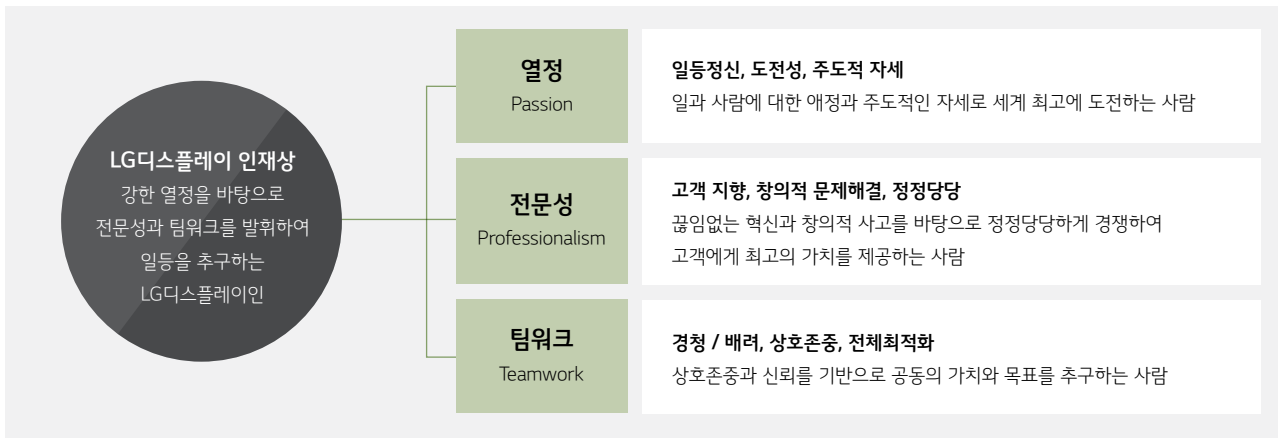 LG디스플레이 인재상
강한 열정을 바탕으로
전문성과 팀워크를 발휘하여
일등을 추구하는
LG디스플레이인
열정
Passion
일등정신, 도전성, 주도적 자세
일과 사람에 대한 애정과 주도적인 자세로 세계 최고에 도전하는 사람
전문성
Professionalism
고객 지향, 창의적 문제해결, 정정당당
끊임없는 혁신과 창의적 사고를 바탕으로 정정당당하게 경쟁하여
고객에게 최고의 가치를 제공하는 사람
팀워크
Teamwork
경청 / 배려, 상호존중, 전체최적화
상호존중과 신뢰를 기반으로 공동의 가치와 목표를 추구하는 사람